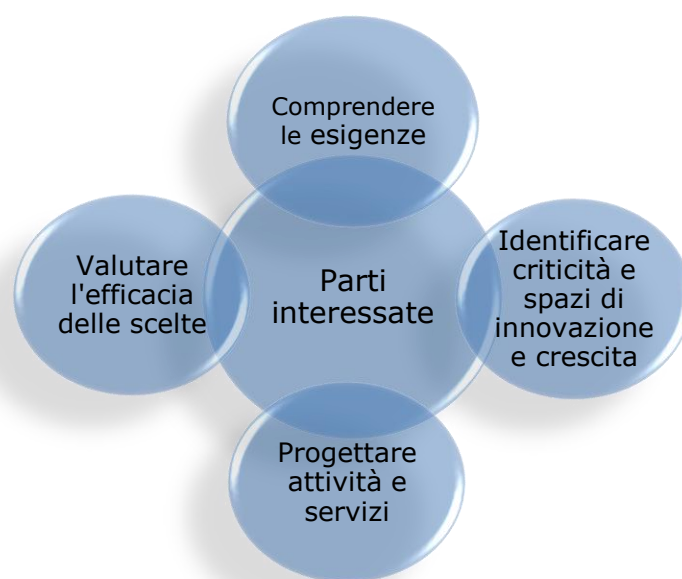 Comprendere
le esigenze
Valutare
l'efficacia
delle scelte
Parti
interessate
Identificare
criticità e
spazi di
innovazione
e crescita
Progettare
attività e
servizi